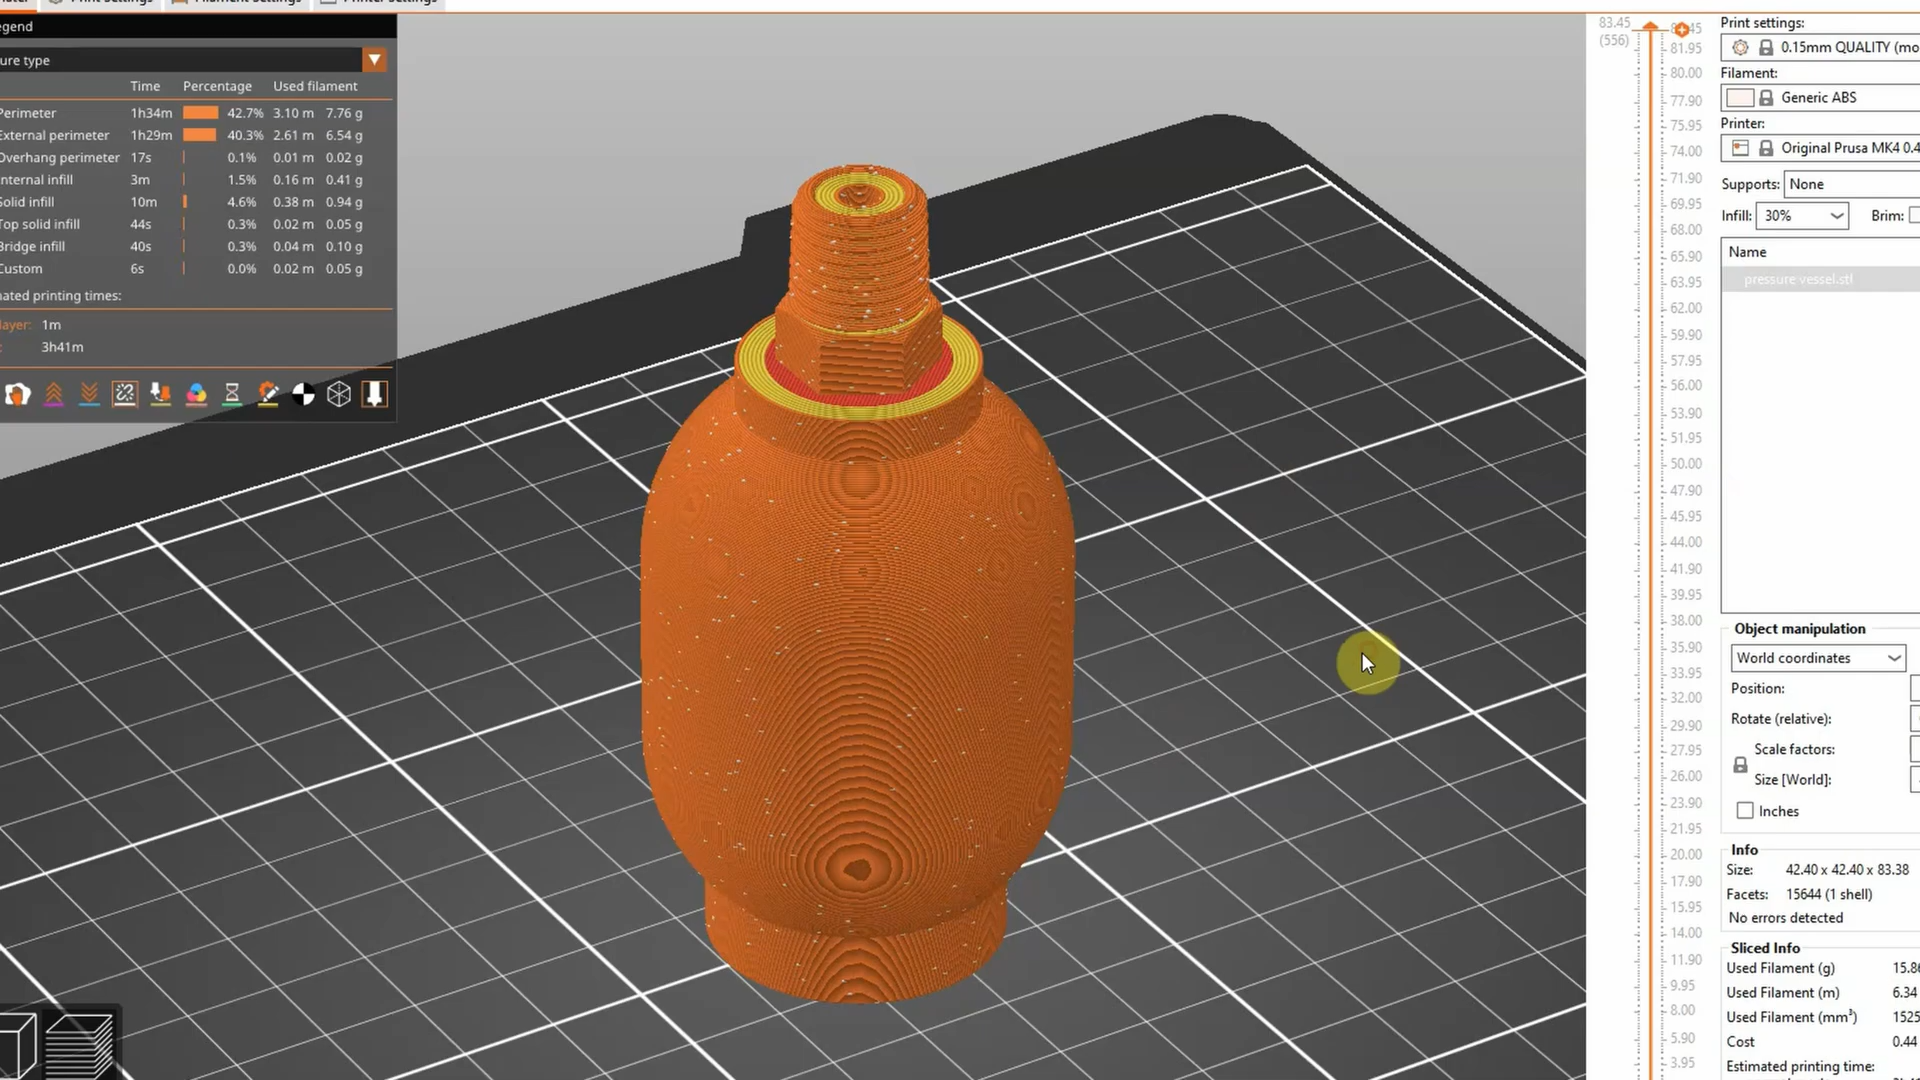 Print Settings Filament Settings Printer Settings
egend
ure type
Time Percentage Used filament
Perimeter 1h34m 42.7% 3.10 m 7.76 g
External perimeter 1h29m 40.3% 2.61 m 6.54 g
Overhang perimeter 17s 0.1% 0.01 m 0.02 g
nternal infill 3m 1.5% 0.16 m 0.41 g
Solid infill 10m 4.6% 0.38 m 0.94 g
Top solid infill 44s 0.3% 0.02 m 0.05 g
Bridge infill 40s 0.3% 0.04 m 0.10 g
Custom 6s 0.0% 0.02 m 0.05 g
ated printing times:
layer: 1m
: 3h41m
83.45
(556)
81.95
80.00
77.90
75.95
74.00
71.90
69.95
68.00
65.90
63.95
62.00
59.90
57.95
56.00
53.90
51.95
50.00
47.90
45.95
44.00
41.90
39.95
38.00
35.90
33.95
32.00
29.90
27.95
26.00
23.90
21.95
20.00
17.90
15.95
14.00
11.90
9.95
8.00
5.90
3.95
Print settings:
0.15mm QUALITY (mo
Filament:
Generic ABS
Printer:
Original Prusa MK4 0.4
Supports: None
Infill: 30% Brim:
Name
pressure vessel.stl
Object manipulation
World coordinates
Position:
Rotate (relative):
Scale factors:
Size [World]:
Inches
Info
Size: 42.40 x 42.40 x 83.38
Facets: 15644 (1 shell)
No errors detected
Sliced Info
Used Filament (g) 15.86
Used Filament (m) 6.34
Used Filament (mm³) 1525
Cost 0.44
Estimated printing time: